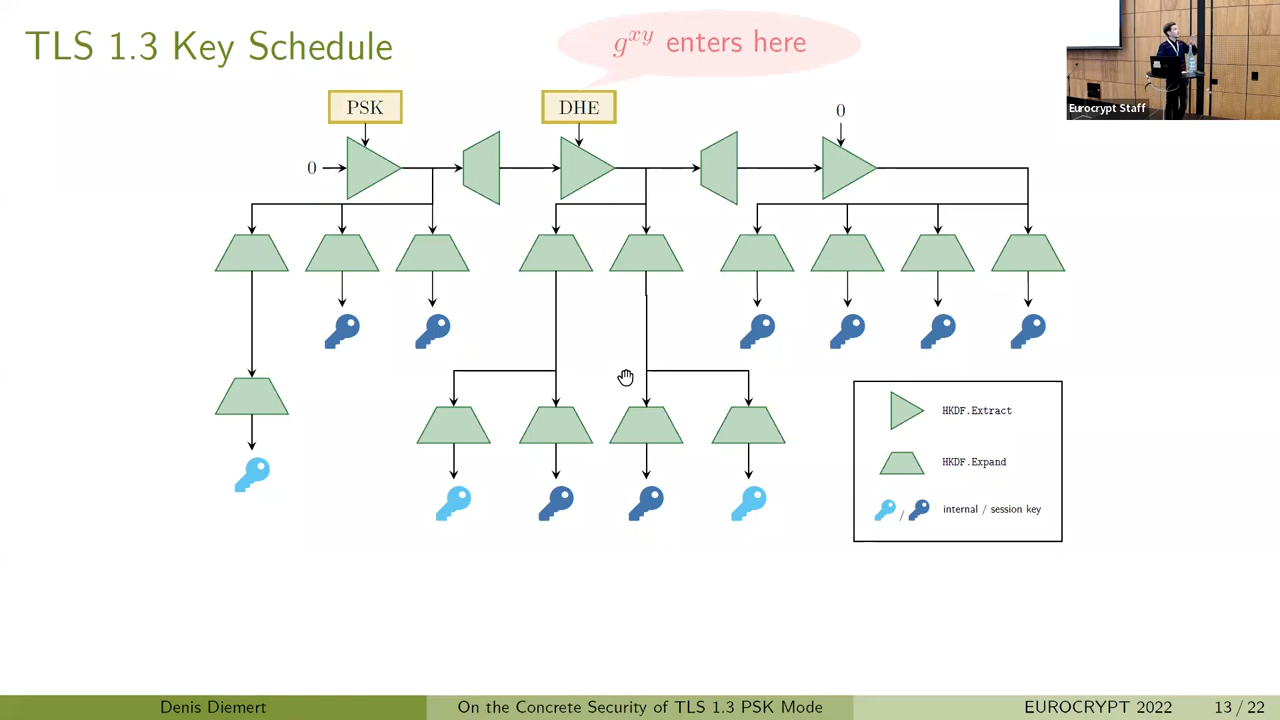 TLS 1.3 Key Schedule
g^{xy} enters here
Eurocrypt Staff
PSK
DHE
0
0
HKDF.Extract
HKDF.Expand
internal / session key
Denis Diemert
On the Concrete Security of TLS 1.3 PSK Mode
EUROCRYPT 2022
13 / 22